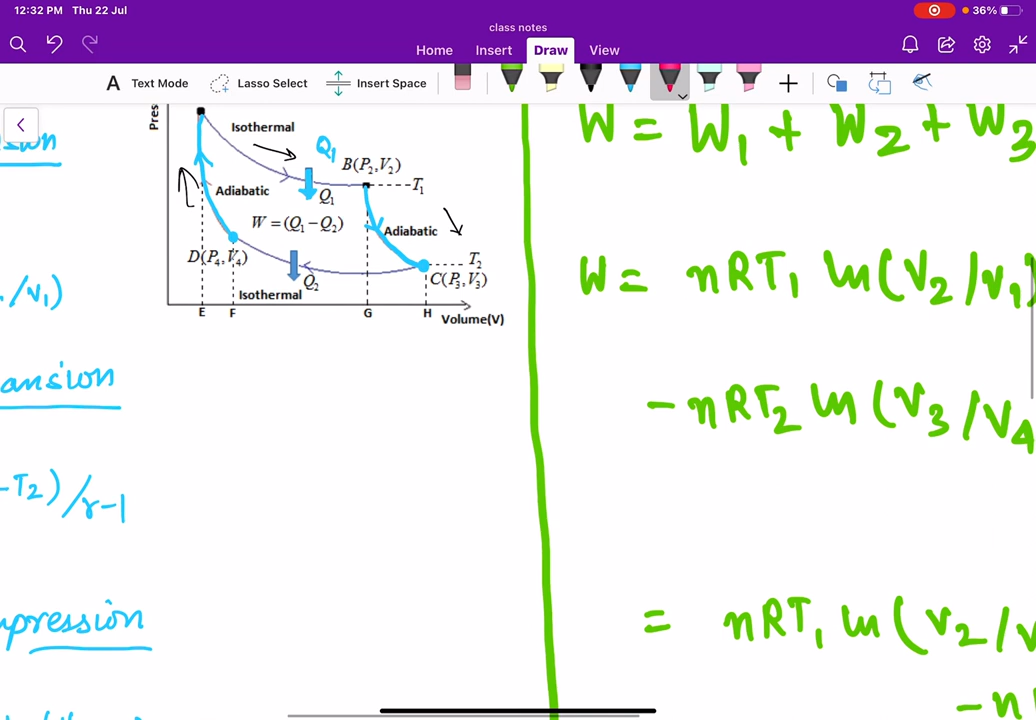 12:32 PM Thu 22 Jul
36%
class notes
Home Insert Draw View
A Text Mode Lasso Select Insert Space
Pres
Isothermal
Q1
B(P2,V2)
T1
Q1
Adiabatic
W = (Q1 − Q2)
Adiabatic
D(P4,V4)
T2
Q2
C(P3,V3)
Isothermal
E F G H
Volume(V)
sion
/V1)
ansion
-T2)/r-1
pression
W = W1 + W2 + W3
W = nRT1 ln(V2/V1)
- nRT2 ln(V3/V4
= nRT1 ln(V2/V
- n